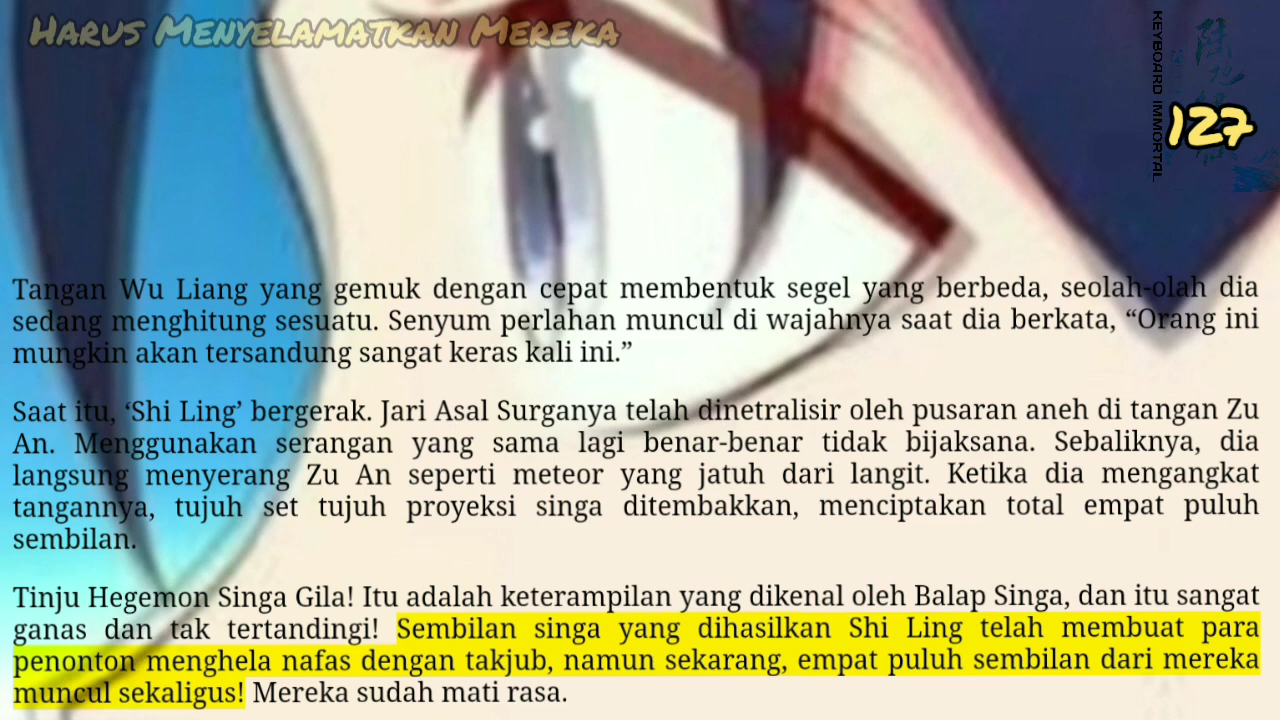 Harus Menyelamatkan Mereka
KEYBOARD IMMORTAL
127
Tangan Wu Liang yang gemuk dengan cepat membentuk segel yang berbeda, seolah-olah dia
sedang menghitung sesuatu. Senyum perlahan muncul di wajahnya saat dia berkata, “Orang ini
mungkin akan tersandung sangat keras kali ini.”
Saat itu, ‘Shi Ling’ bergerak. Jari Asal Surganya telah dinetralisir oleh pusaran aneh di tangan Zu
An. Menggunakan serangan yang sama lagi benar-benar tidak bijaksana. Sebaliknya, dia
langsung menyerang Zu An seperti meteor yang jatuh dari langit. Ketika dia mengangkat
tangannya, tujuh set tujuh proyeksi singa ditembakkan, menciptakan total empat puluh
sembilan.
Tinju Hegemon Singa Gila! Itu adalah keterampilan yang dikenal oleh Balap Singa, dan itu sangat
ganas dan tak tertandingi! Sembilan singa yang dihasilkan Shi Ling telah membuat para
penonton menghela nafas dengan takjub, namun sekarang, empat puluh sembilan dari mereka
muncul sekaligus! Mereka sudah mati rasa.